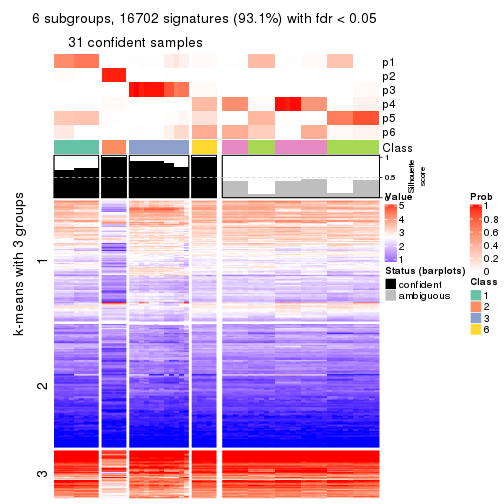 6 subgroups, 16702 signatures (93.1%) with fdr < 0.05
31 confident samples
p1
p2
p3
p4
p5
p6
Class
1
0.5
0
Silhouette
score
k-means with 3 groups
1
2
3
Value
5
4
3
2
1
Status (barplots)
confident
ambiguous
Prob
1
0.8
0.6
0.4
0.2
0
Class
1
2
3
6